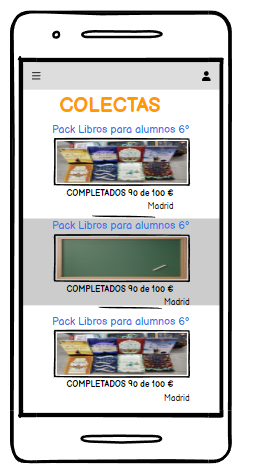 COLECTAS
Pack Libros para alumnos 6º
COMPLETADOS 90 de 100 €
Madrid
Pack Libros para alumnos 6º
COMPLETADOS 90 de 100 €
Madrid
Pack Libros para alumnos 6º
COMPLETADOS 90 de 100 €
Madrid